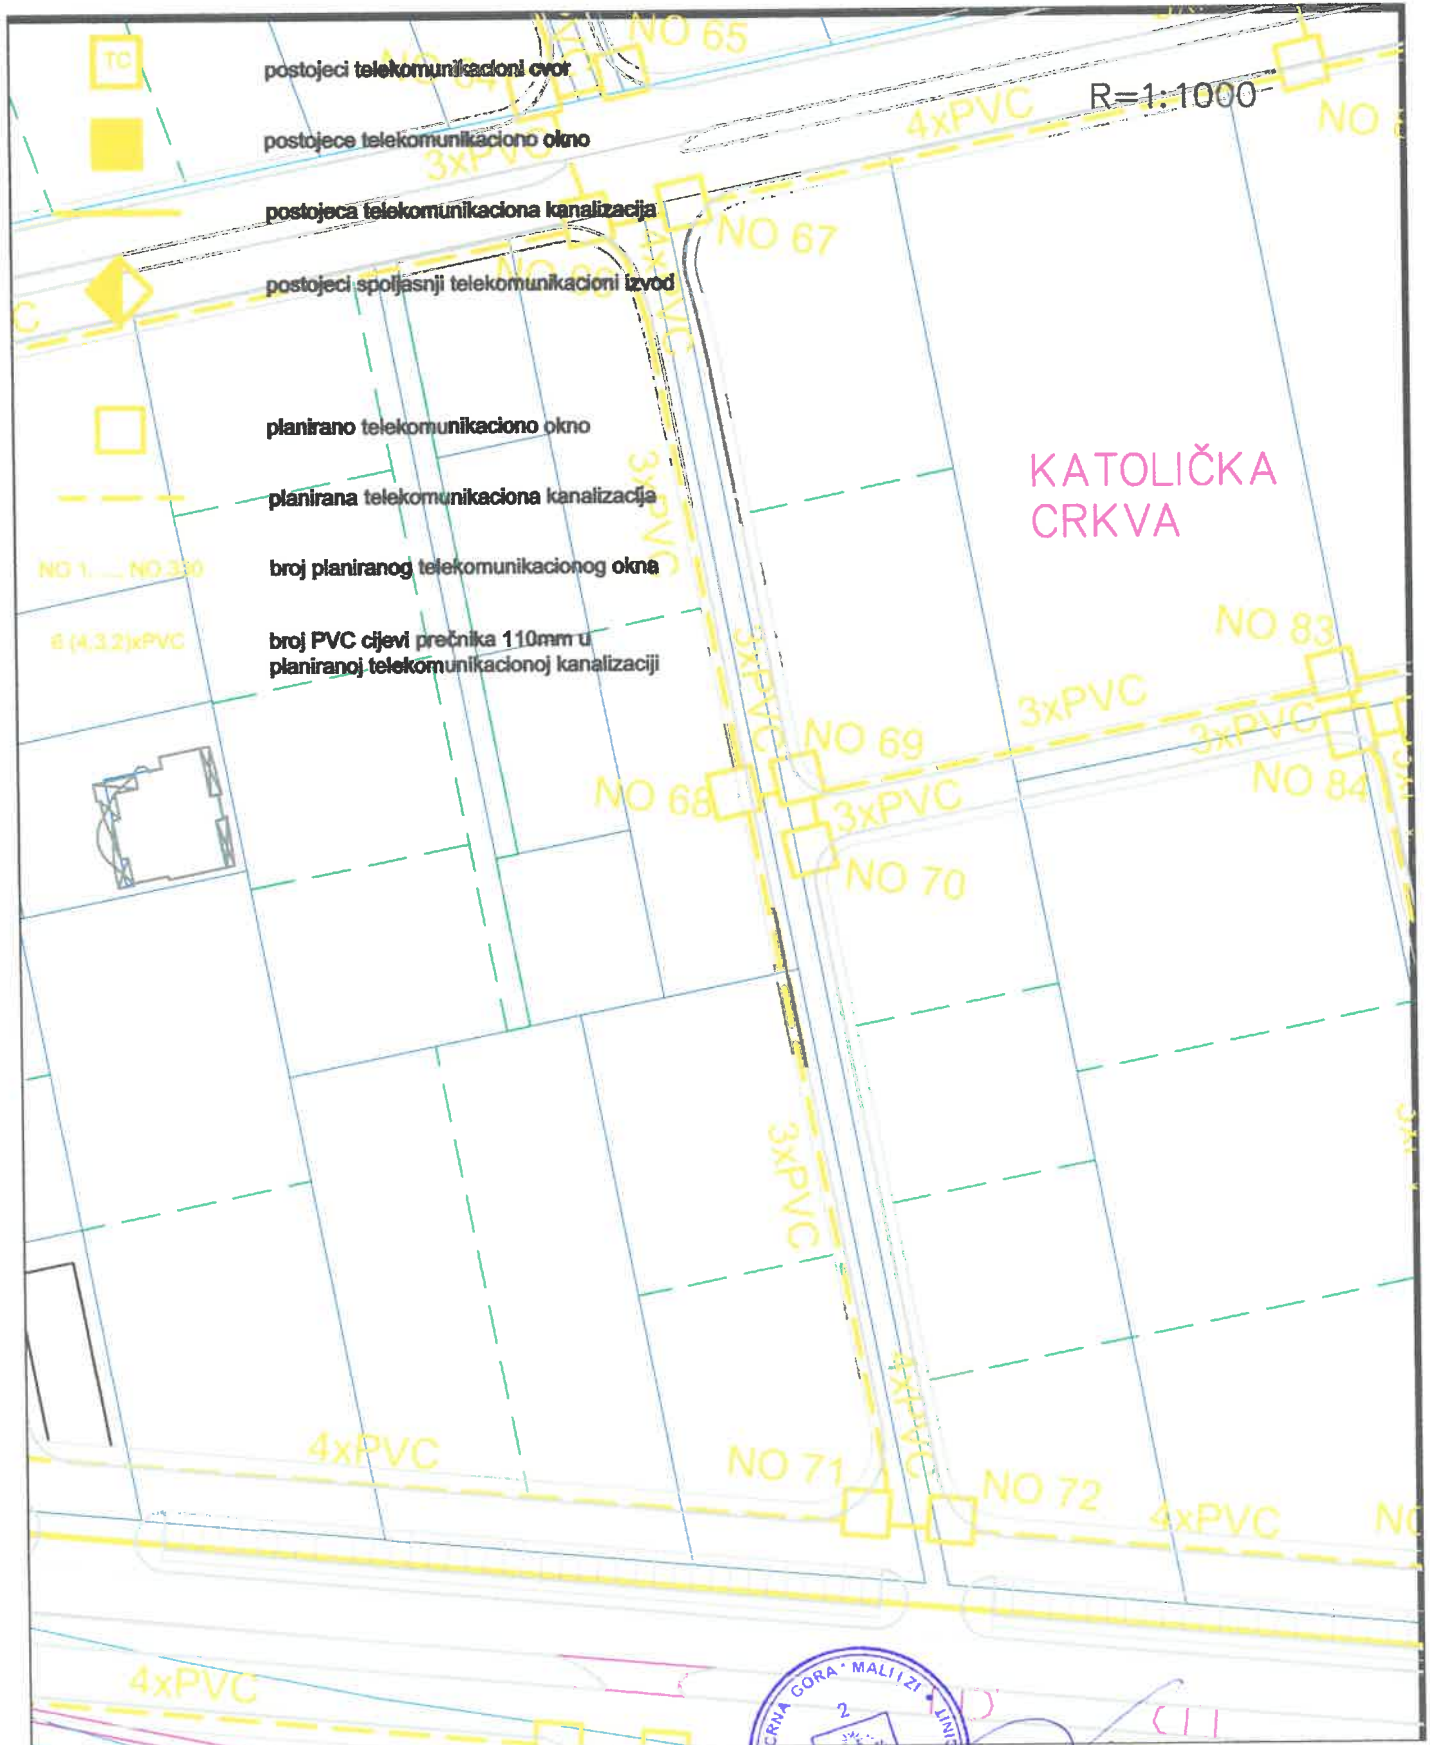 TC
postojeci telekomunikacioni cvor
NO 65
R=1:1000
4xPVC
NO
postojece telekomunikaciono okno
3xPVC
postojeca telekomunikaciona kanalizacija
NO 67
4xPVC
postojeci spoljasnji telekomunikacioni izvod
C
planirano telekomunikaciono okno
KATOLIČKA
CRKVA
3xPVC
planirana telekomunikaciona kanalizacija
NO 1, ... NO 330
broj planiranog telekomunikacionog okna
6 (4,3,2)xPVC
broj PVC cijevi prečnika 110mm u
planiranoj telekomunikacionoj kanalizaciji
NO 83
3xPVC
3xPVC
3xPVC
NO 69
NO 68
NO 84
3xPVC
NO 70
3xPVC
4xPVC
4xPVC
NO 71
NO 72
4xPVC
4xPVC
CRNA GORA * MALI IZI
2